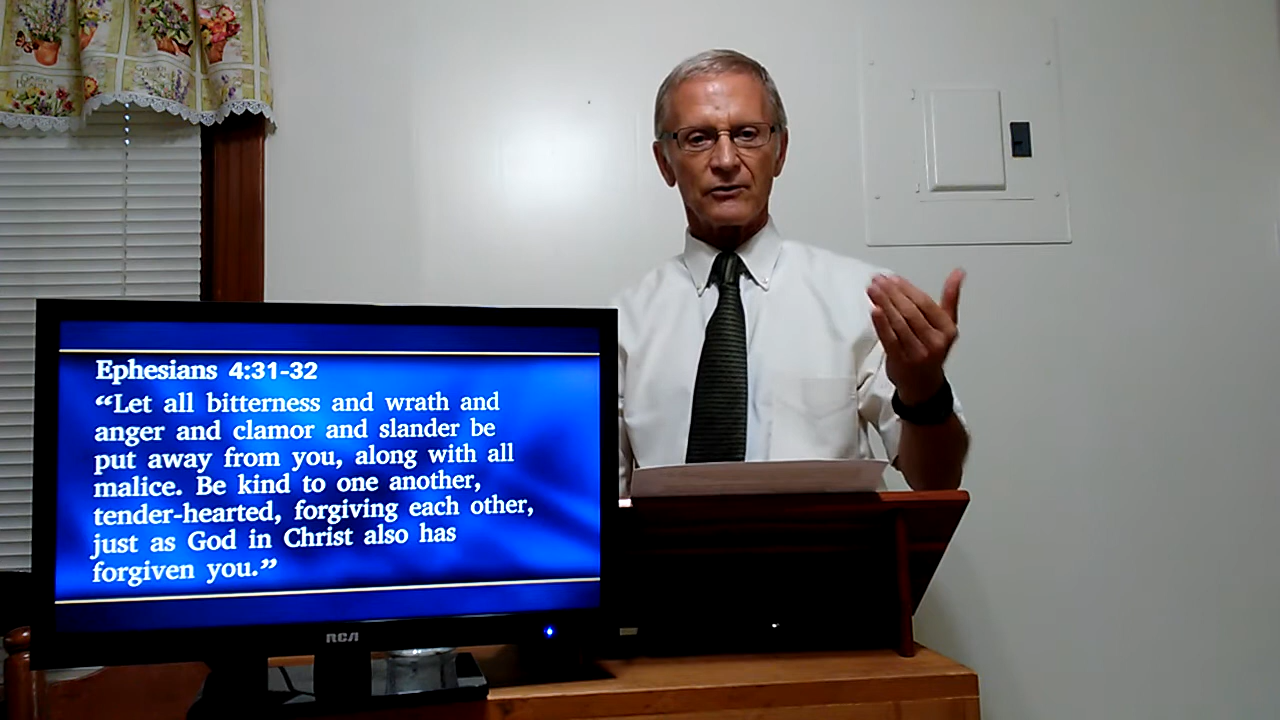 Ephesians 4:31-32
“Let all bitterness and wrath and
anger and clamor and slander be
put away from you, along with all
malice. Be kind to one another,
tender-hearted, forgiving each other,
just as God in Christ also has
forgiven you.”
RCA